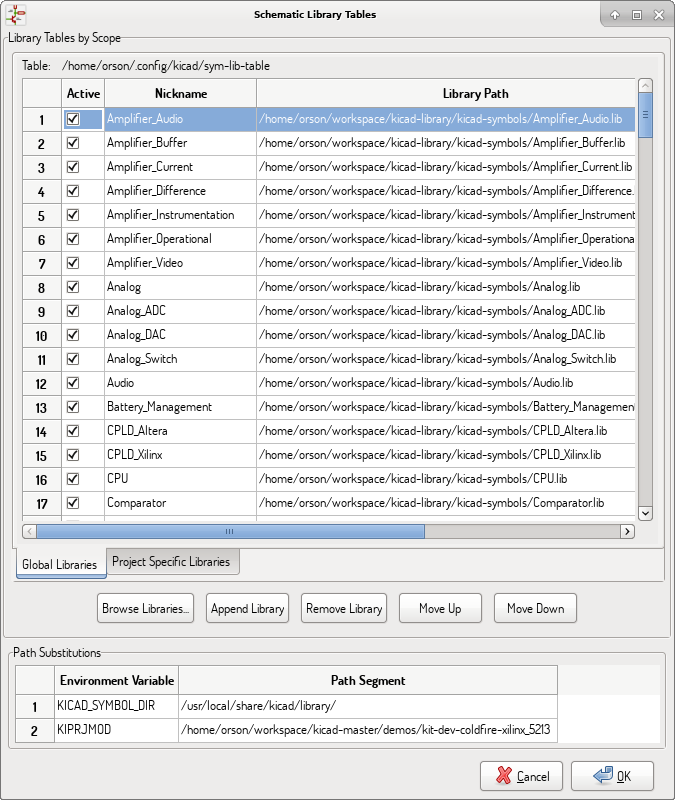 Schematic Library Tables
Library Tables by Scope
Table: /home/orson/.config/kicad/sym-lib-table
Active Nickname Library Path
1 Amplifier_Audio /home/orson/workspace/kicad-library/kicad-symbols/Amplifier_Audio.lib
2 Amplifier_Buffer /home/orson/workspace/kicad-library/kicad-symbols/Amplifier_Buffer.lib
3 Amplifier_Current /home/orson/workspace/kicad-library/kicad-symbols/Amplifier_Current.lib
4 Amplifier_Difference /home/orson/workspace/kicad-library/kicad-symbols/Amplifier_Difference.
5 Amplifier_Instrumentation /home/orson/workspace/kicad-library/kicad-symbols/Amplifier_Instrument
6 Amplifier_Operational /home/orson/workspace/kicad-library/kicad-symbols/Amplifier_Operationa
7 Amplifier_Video /home/orson/workspace/kicad-library/kicad-symbols/Amplifier_Video.lib
8 Analog /home/orson/workspace/kicad-library/kicad-symbols/Analog.lib
9 Analog_ADC /home/orson/workspace/kicad-library/kicad-symbols/Analog_ADC.lib
10 Analog_DAC /home/orson/workspace/kicad-library/kicad-symbols/Analog_DAC.lib
11 Analog_Switch /home/orson/workspace/kicad-library/kicad-symbols/Analog_Switch.lib
12 Audio /home/orson/workspace/kicad-library/kicad-symbols/Audio.lib
13 Battery_Management /home/orson/workspace/kicad-library/kicad-symbols/Battery_Management
14 CPLD_Altera /home/orson/workspace/kicad-library/kicad-symbols/CPLD_Altera.lib
15 CPLD_Xilinx /home/orson/workspace/kicad-library/kicad-symbols/CPLD_Xilinx.lib
16 CPU /home/orson/workspace/kicad-library/kicad-symbols/CPU.lib
17 Comparator /home/orson/workspace/kicad-library/kicad-symbols/Comparator.lib
Global Libraries Project Specific Libraries
Browse Libraries... Append Library Remove Library Move Up Move Down
Path Substitutions
Environment Variable Path Segment
1 KICAD_SYMBOL_DIR /usr/local/share/kicad/library/
2 KIPRJMOD /home/orson/workspace/kicad-master/demos/kit-dev-coldfire-xilinx_5213
Cancel OK